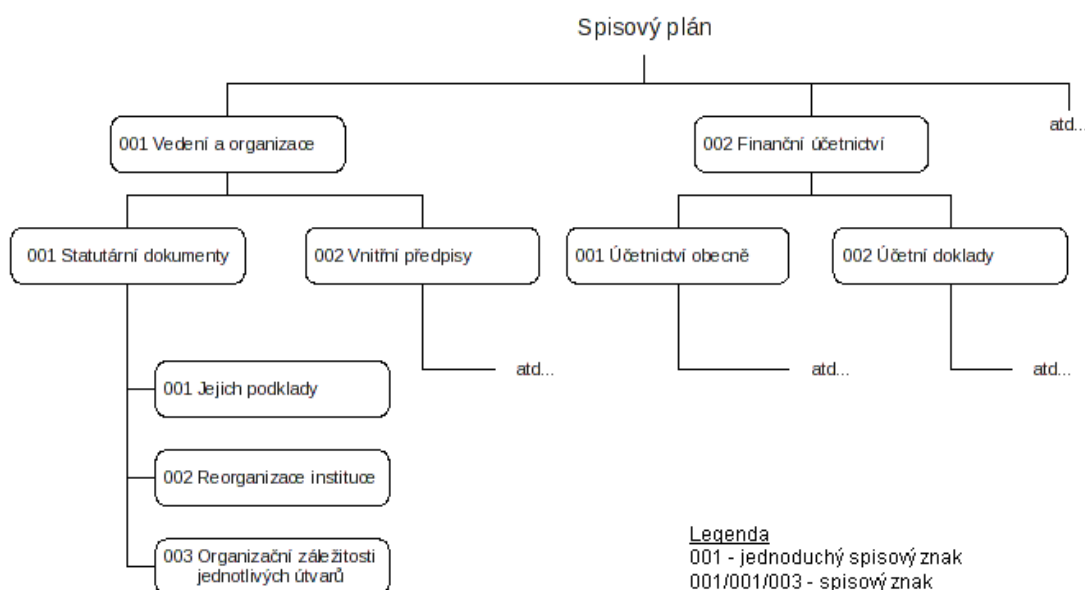 Spisový plán
atd...
001 Vedení a organizace
002 Finanční účetnictví
001 Statutární dokumenty
002 Vnitřní předpisy
001 Účetnictví obecně
002 Účetní doklady
atd...
atd...
atd...
001 Jejich podklady
002 Reorganizace instituce
003 Organizační záležitosti
jednotlivých útvarů
Legenda
001 - jednoduchý spisový znak
001/001/003 - spisový znak